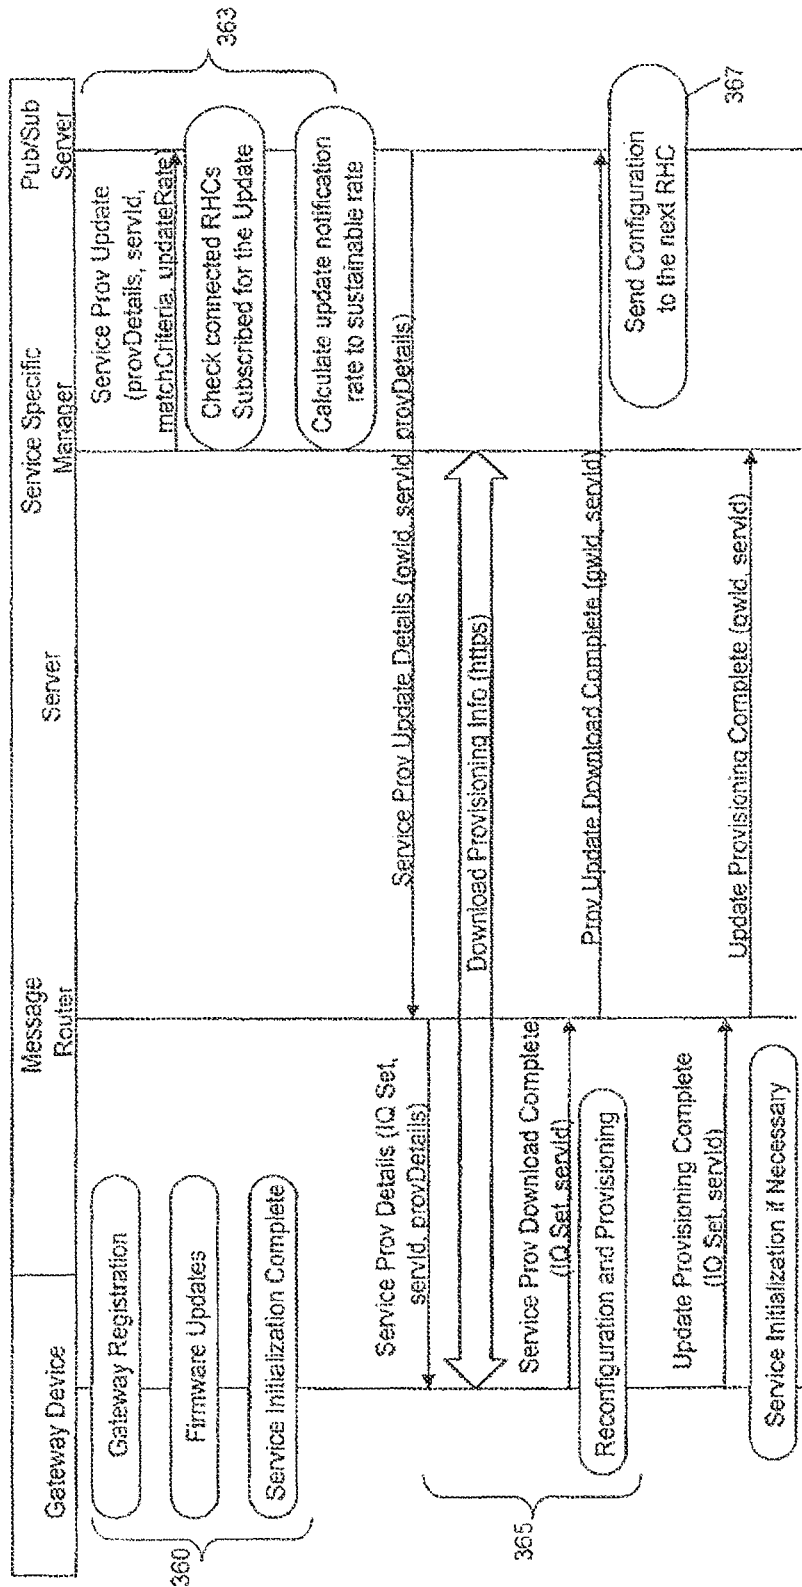 Gateway Device
Message
Router
Server
Service Specific
Manager
Pub/Sub
Server
360
Gateway Registration
Firmware Updates
Service Initialization Complete
Service Prov Update
(provDetails, servId,
matchCriteria, updateRate)
Check connected RHCs
Subscribed for the Update
Calculate update notification
rate to sustainable rate
363
Service Prov Update Details (gwId, servId, provDetails)
Service Prov Details (IQ Set,
servId, provDetails)
Download Provisioning Info (https)
365
Service Prov Download Complete
(IQ Set, servId)
Prov Update Download Complete (gwId, servId)
Reconfiguration and Provisioning
Send Configuration
to the next RHC
367
Update Provisioning Complete
(IQ Set, servId)
Update Provisioning Complete (gwId, servId)
Service Initialization if Necessary